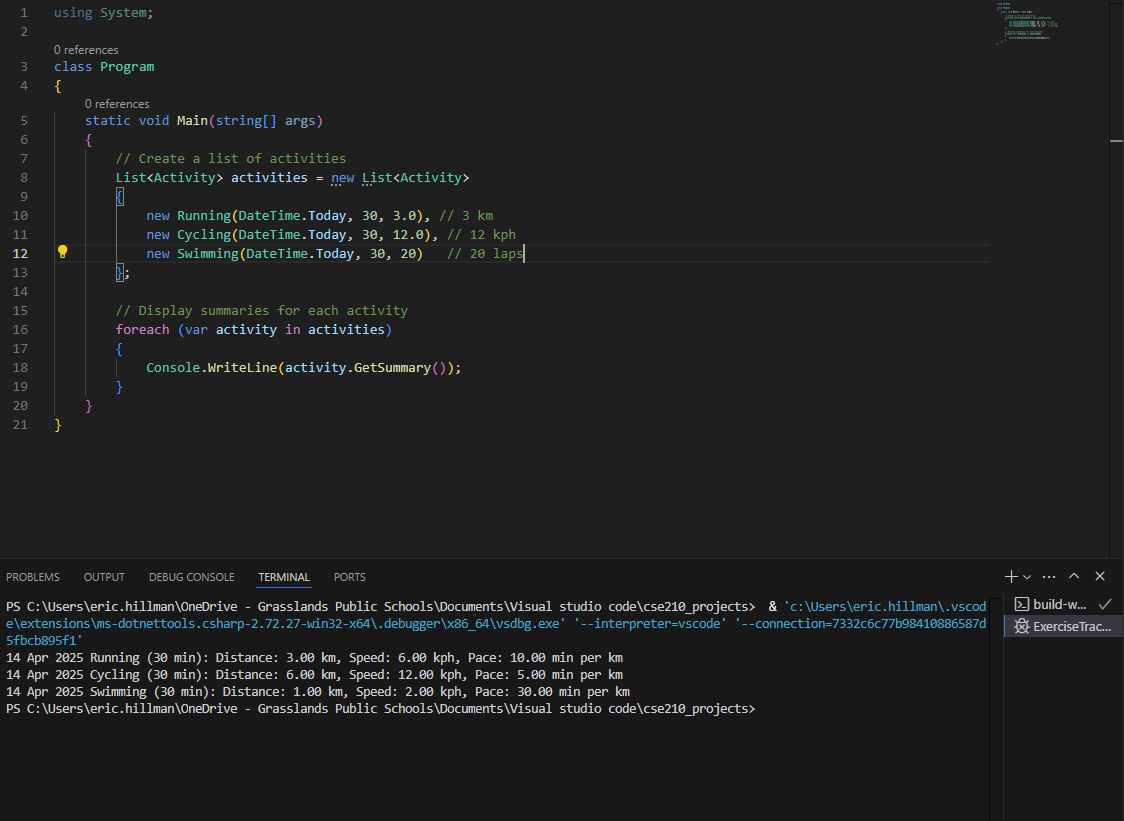 1 using System;
2
0 references
3 class Program
4 {
0 references
5 static void Main(string[] args)
6 {
7 // Create a list of activities
8 List<Activity> activities = new List<Activity>
9 {
10 new Running(DateTime.Today, 30, 3.0), // 3 km
11 new Cycling(DateTime.Today, 30, 12.0), // 12 kph
12 new Swimming(DateTime.Today, 30, 20)   // 20 laps
13 };
14
15 // Display summaries for each activity
16 foreach (var activity in activities)
17 {
18 Console.WriteLine(activity.GetSummary());
19 }
20 }
21 }
PROBLEMS OUTPUT DEBUG CONSOLE TERMINAL PORTS
PS C:\Users\eric.hillman\OneDrive - Grasslands Public Schools\Documents\Visual studio code\cse210_projects>  & 'c:\Users\eric.hillman\.vscod
e\extensions\ms-dotnettools.csharp-2.72.27-win32-x64\.debugger\x86_64\vsdbg.exe' '--interpreter=vscode' '--connection=7332c6c77b98410886587d
5fbcb895f1'
14 Apr 2025 Running (30 min): Distance: 3.00 km, Speed: 6.00 kph, Pace: 10.00 min per km
14 Apr 2025 Cycling (30 min): Distance: 6.00 km, Speed: 12.00 kph, Pace: 5.00 min per km
14 Apr 2025 Swimming (30 min): Distance: 1.00 km, Speed: 2.00 kph, Pace: 30.00 min per km
PS C:\Users\eric.hillman\OneDrive - Grasslands Public Schools\Documents\Visual studio code\cse210_projects>
build-w...
ExerciseTrac...